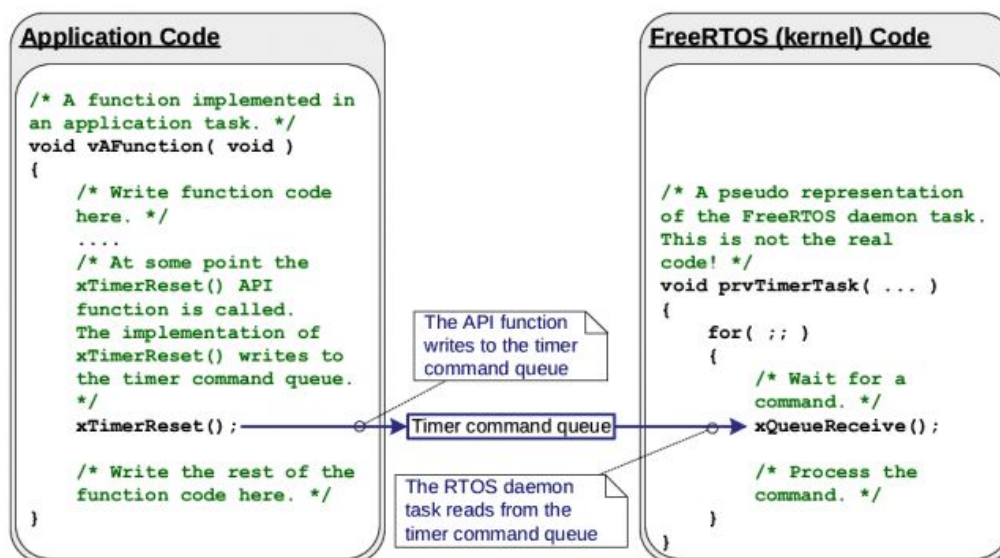 Application Code
/* A function implemented in
an application task. */
void vAFunction( void )
{
/* Write function code
here. */
....
/* At some point the
xTimerReset() API
function is called.
The implementation of
xTimerReset() writes to
the timer command queue.
*/
xTimerReset();
/* Write the rest of the
function code here. */
}
The API function
writes to the timer
command queue
Timer command queue
The RTOS daemon
task reads from the
timer command queue
FreeRTOS (kernel) Code
/* A pseudo representation
of the FreeRTOS daemon task.
This is not the real
code! */
void prvTimerTask( ... )
{
for( ;; )
{
/* Wait for a
command. */
xQueueReceive();
/* Process the
command. */
}
}